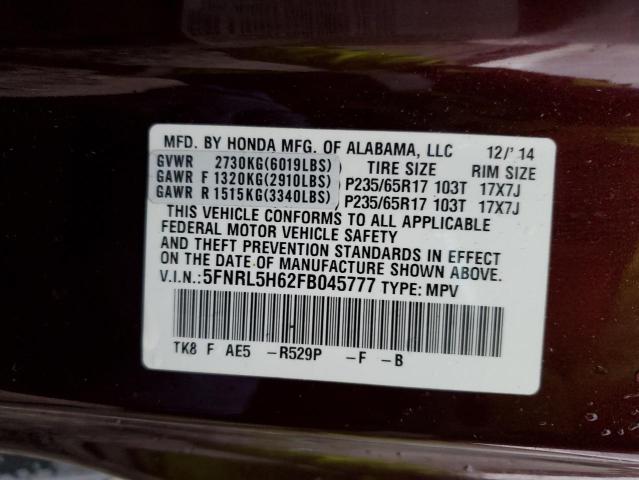 MFD. BY HONDA MFG. OF ALABAMA, LLC 12/'14
GVWR 2730KG(6019LBS) TIRE SIZE RIM SIZE
GAWR F 1320KG(2910LBS) P235/65R17 103T 17X7J
GAWR R 1515KG(3340LBS) P235/65R17 103T 17X7J
THIS VEHICLE CONFORMS TO ALL APPLICABLE
FEDERAL MOTOR VEHICLE SAFETY
AND THEFT PREVENTION STANDARDS IN EFFECT
ON THE DATE OF MANUFACTURE SHOWN ABOVE.
V.I.N.:5FNRL5H62FB045777 TYPE: MPV
TK8 F AE5 -R529P -F -B